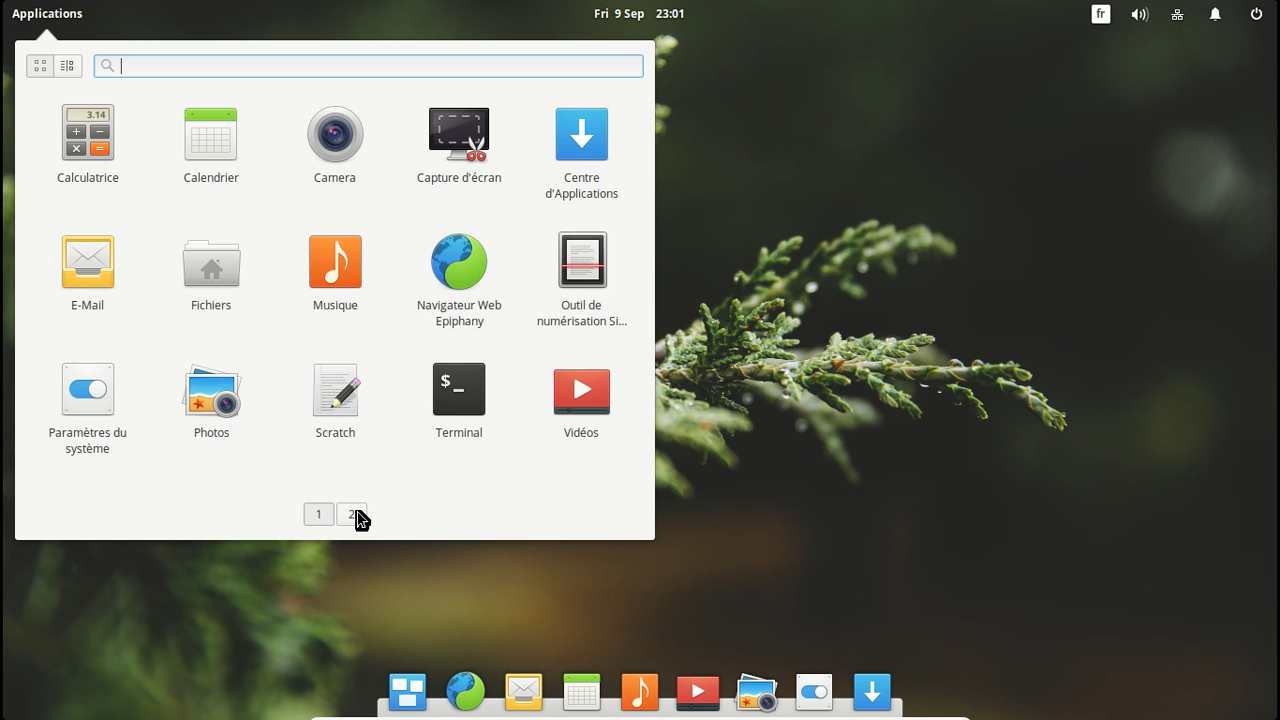 Applications
Fri 9 Sep 23:01
fr
3.14
Calculatrice
Calendrier
Camera
Capture d'écran
Centre
d'Applications
E-Mail
Fichiers
Musique
Navigateur Web
Epiphany
Outil de
numérisation Si...
$_
Paramètres du
système
Photos
Scratch
Terminal
Vidéos
1
2